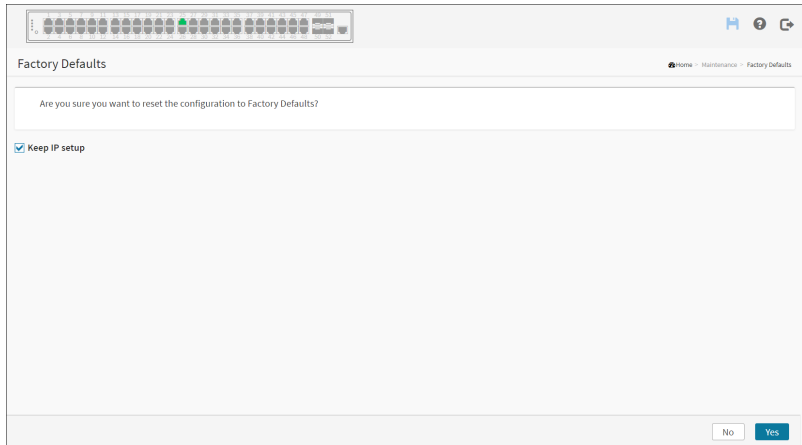 Factory Defaults
Home > Maintenance > Factory Defaults
Are you sure you want to reset the configuration to Factory Defaults?
Keep IP setup
No
Yes